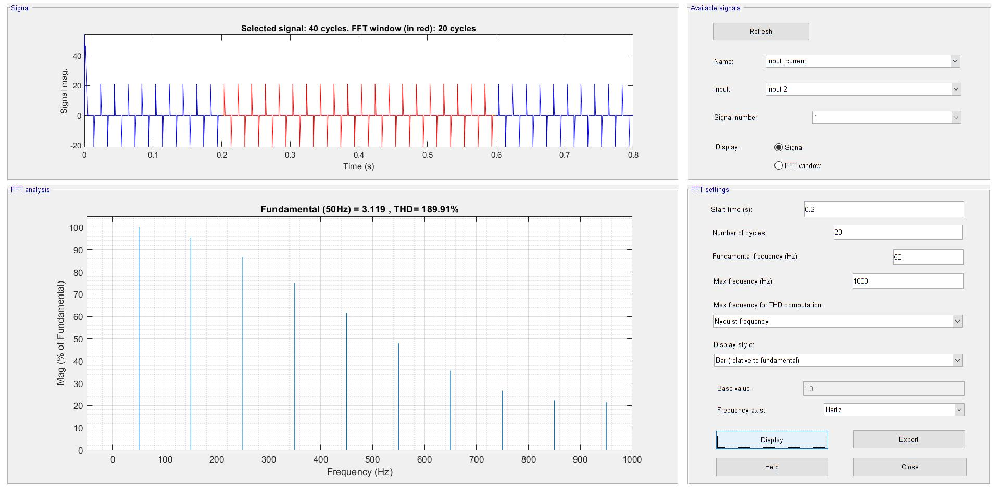 Signal
Selected signal: 40 cycles. FFT window (in red): 20 cycles
Signal mag.
40
20
0
-20
0 0.1 0.2 0.3 0.4 0.5 0.6 0.7 0.8
Time (s)
Available signals
Refresh
Name: input_current
Input: input 2
Signal number: 1
Display: Signal
FFT window
FFT analysis
Fundamental (50Hz) = 3.119 , THD= 189.91%
Mag (% of Fundamental)
100
90
80
70
60
50
40
30
20
10
0
0 100 200 300 400 500 600 700 800 900 1000
Frequency (Hz)
FFT settings
Start time (s): 0.2
Number of cycles: 20
Fundamental frequency (Hz): 50
Max frequency (Hz): 1000
Max frequency for THD computation:
Nyquist frequency
Display style:
Bar (relative to fundamental)
Base value: 1.0
Frequency axis: Hertz
Display Export
Help Close